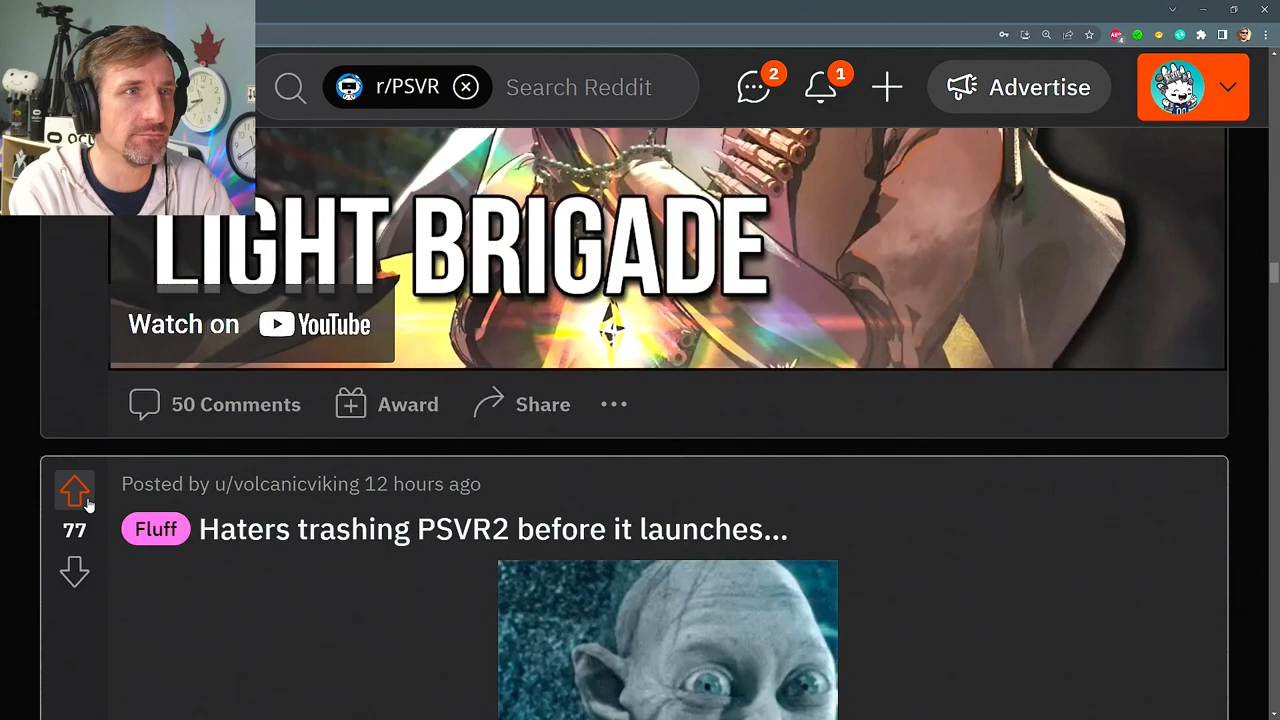 r/PSVR
Search Reddit
2
1
Advertise
LIGHT BRIGADE
Watch on YouTube
50 Comments
Award
Share
Posted by u/volcanicviking 12 hours ago
77
Fluff
Haters trashing PSVR2 before it launches...